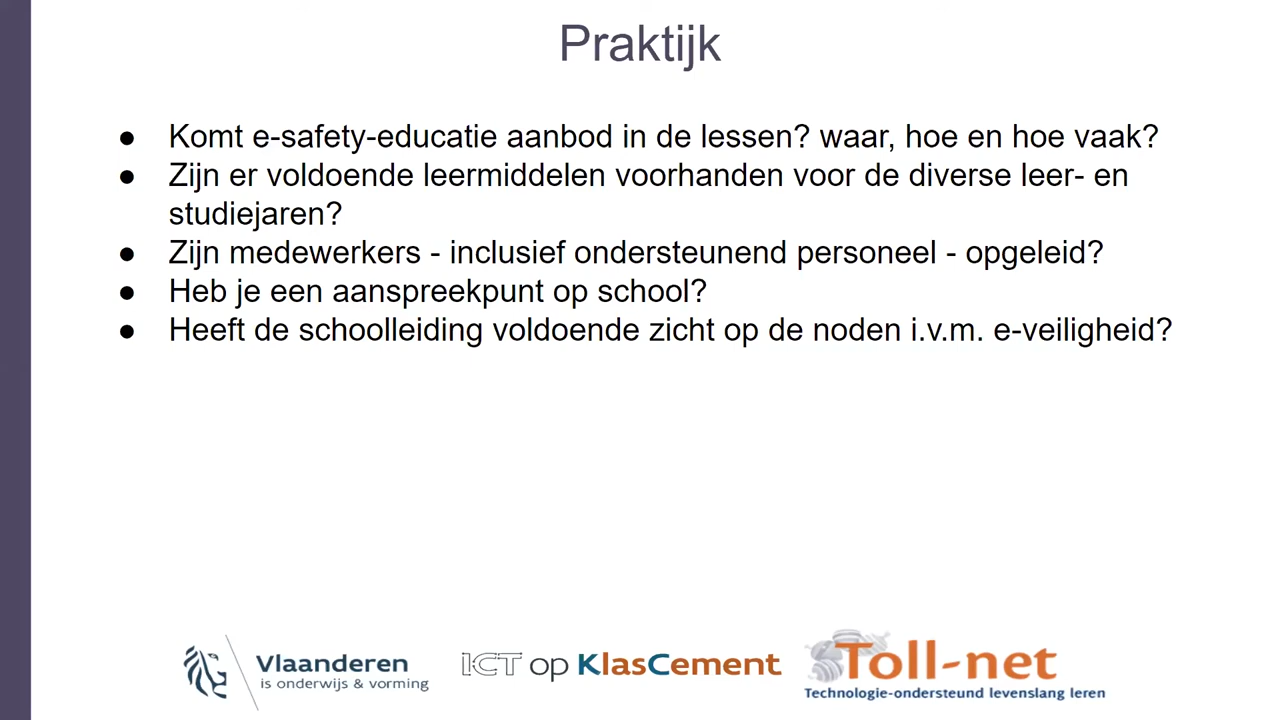 Praktijk
● Komt e-safety-educatie aanbod in de lessen? waar, hoe en hoe vaak?
● Zijn er voldoende leermiddelen voorhanden voor de diverse leer- en
studiejaren?
● Zijn medewerkers - inclusief ondersteunend personeel - opgeleid?
● Heb je een aanspreekpunt op school?
● Heeft de schoolleiding voldoende zicht op de noden i.v.m. e-veiligheid?
Vlaanderen
is onderwijs & vorming
ICT op KlasCement
Toll-net
Technologie-ondersteund levenslang leren